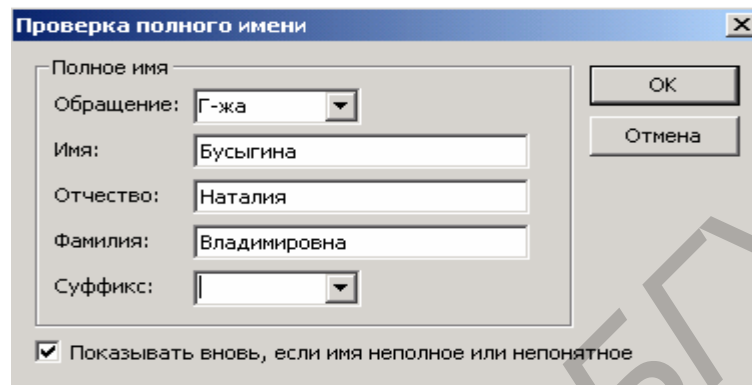 Проверка полного имени
Полное имя
Обращение: Г-жа
Имя: Бусыгина
Отчество: Наталия
Фамилия: Владимировна
Суффикс:
OK
Отмена
Показывать вновь, если имя неполное или непонятное